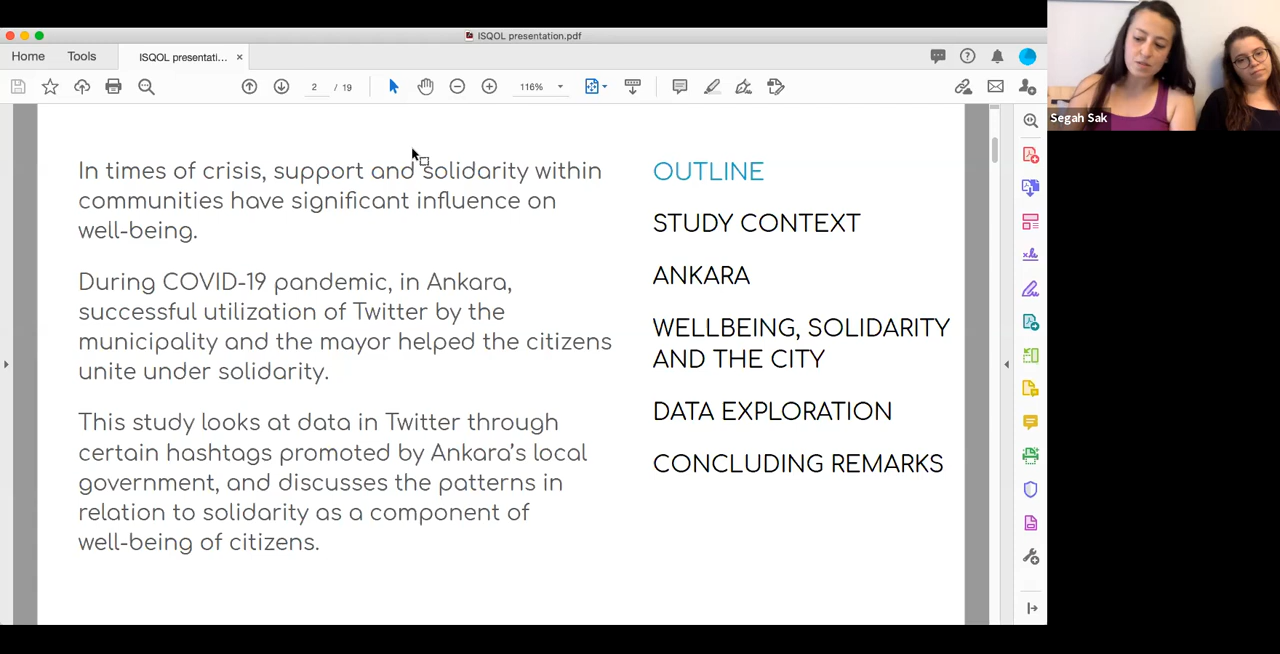 ISQOL presentation.pdf
Home
Tools
ISQOL presentati...
2 / 19
116%
In times of crisis, support and solidarity within
communities have significant influence on
well-being.
During COVID-19 pandemic, in Ankara,
successful utilization of Twitter by the
municipality and the mayor helped the citizens
unite under solidarity.
This study looks at data in Twitter through
certain hashtags promoted by Ankara's local
government, and discusses the patterns in
relation to solidarity as a component of
well-being of citizens.
OUTLINE
STUDY CONTEXT
ANKARA
WELLBEING, SOLIDARITY
AND THE CITY
DATA EXPLORATION
CONCLUDING REMARKS
Segah Sak